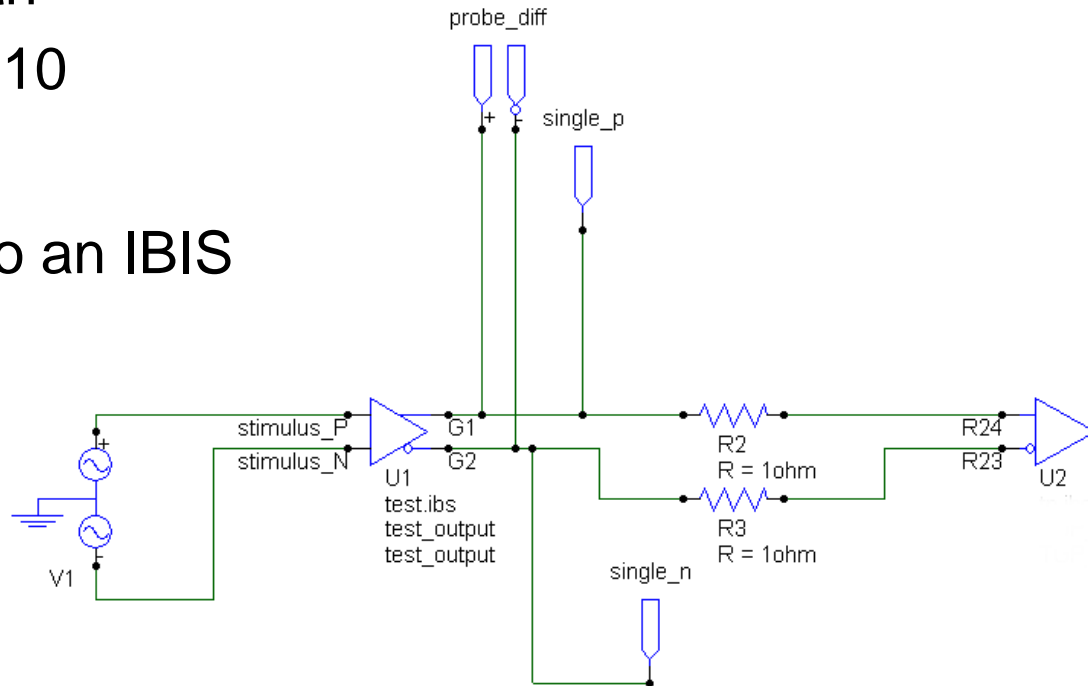 probe_diff
10
+ -
single_p
o an IBIS
stimulus_P
G1
R24
stimulus_N
G2
R23
+
U1
R2
U2
test.ibs
R = 1ohm
test_output
R3
test_output
R = 1ohm
-
V1
single_n